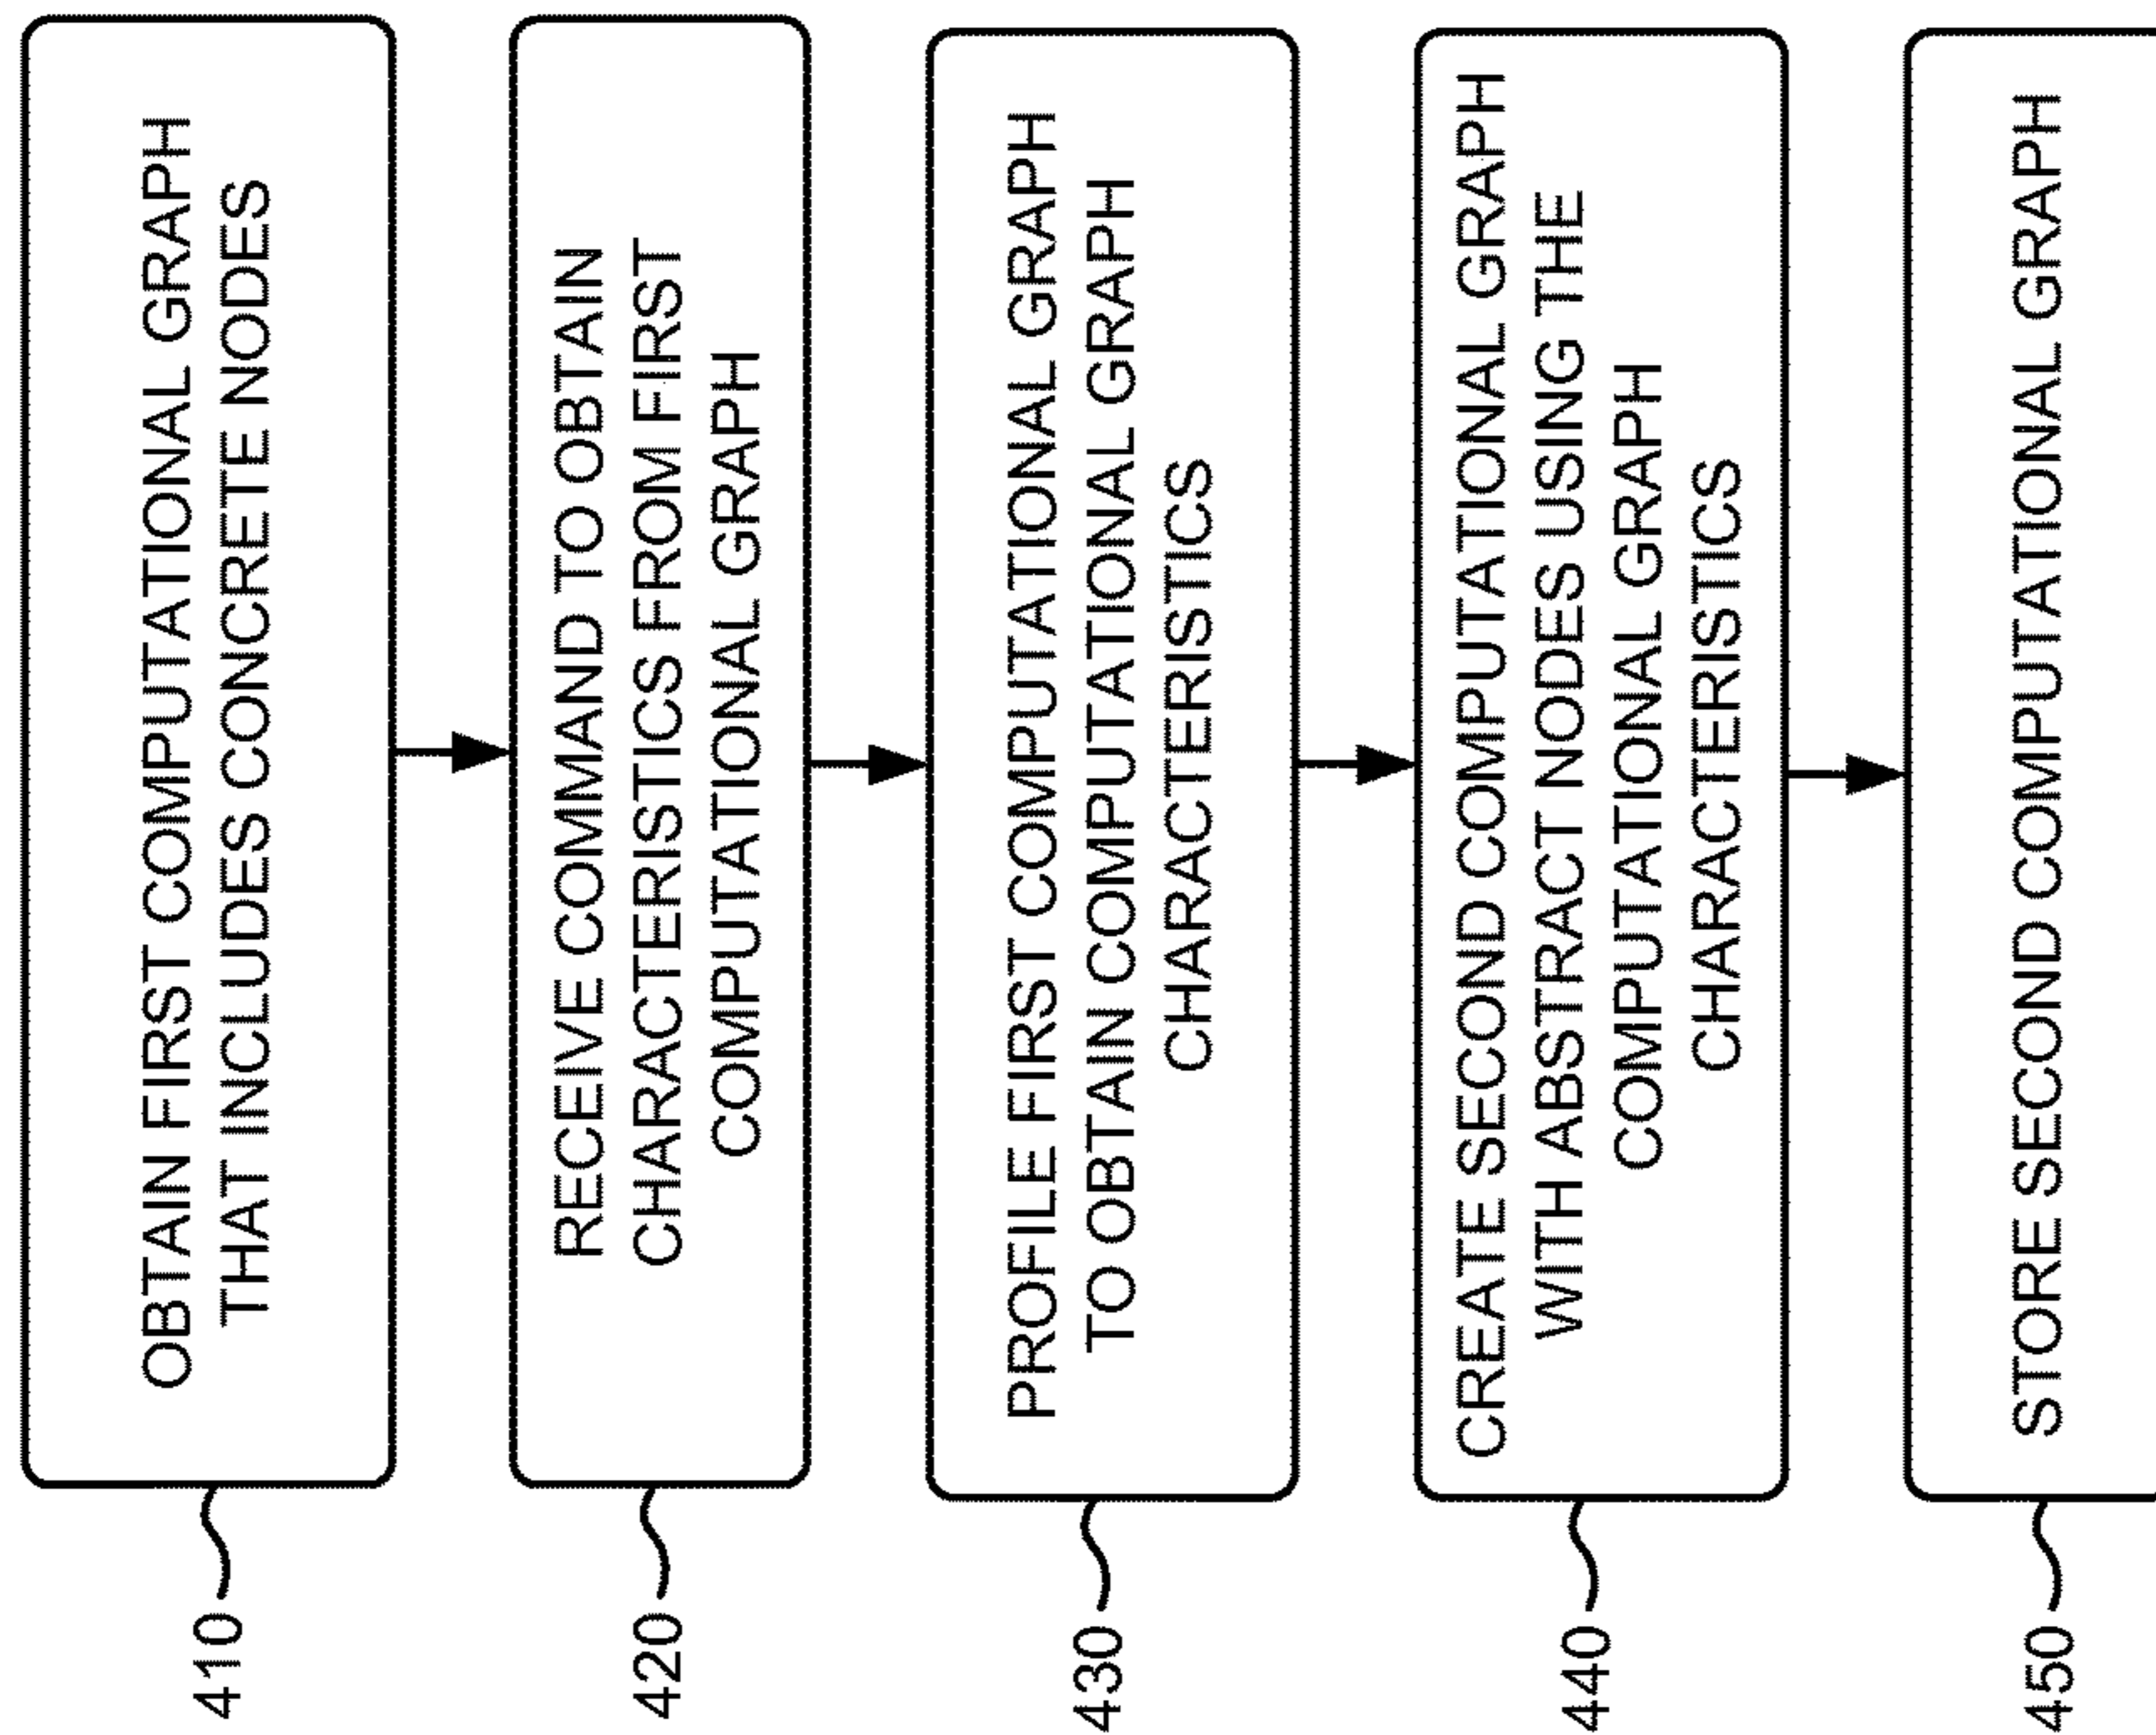 410
OBTAIN FIRST COMPUTATIONAL GRAPH
THAT INCLUDES CONCRETE NODES
420
RECEIVE COMMAND TO OBTAIN
CHARACTERISTICS FROM FIRST
COMPUTATIONAL GRAPH
430
PROFILE FIRST COMPUTATIONAL GRAPH
TO OBTAIN COMPUTATIONAL GRAPH
CHARACTERISTICS
440
CREATE SECOND COMPUTATIONAL GRAPH
WITH ABSTRACT NODES USING THE
COMPUTATIONAL GRAPH
CHARACTERISTICS
450
STORE SECOND COMPUTATIONAL GRAPH